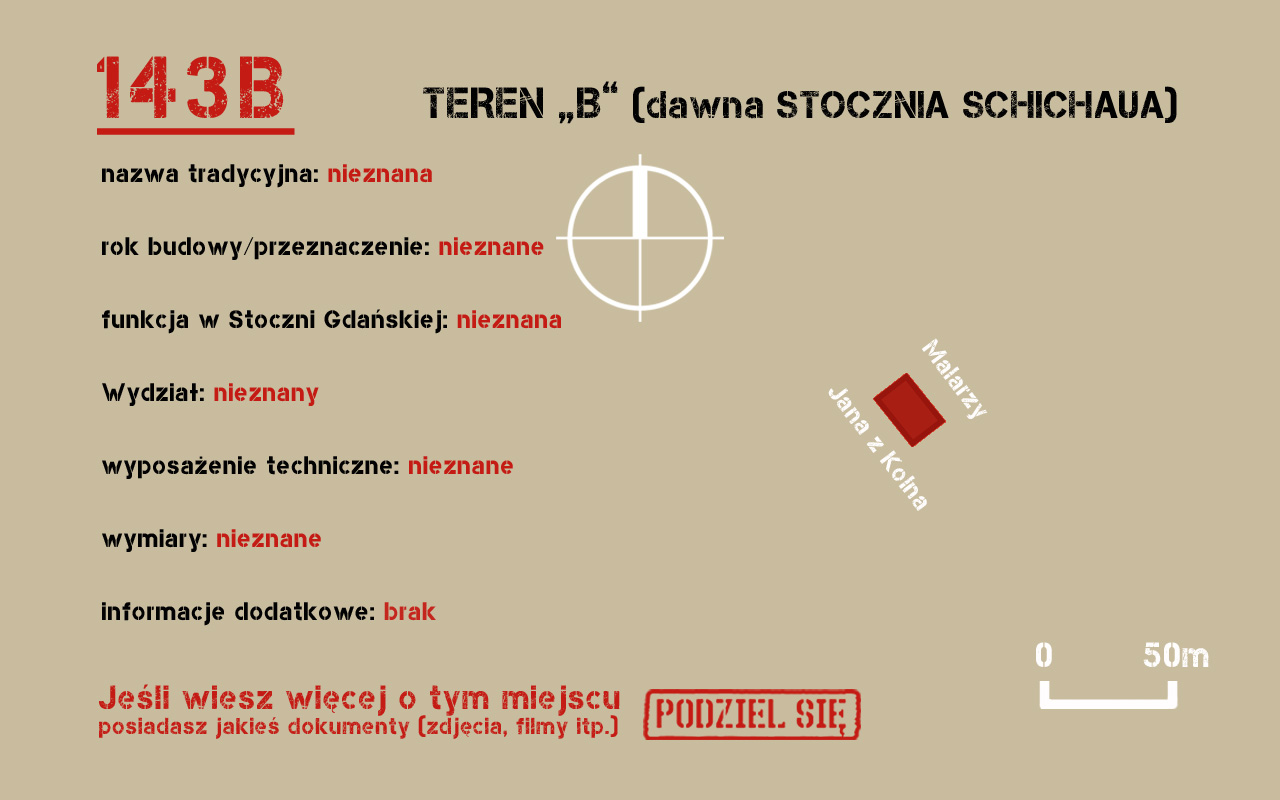 143B
TEREN „B“ (dawna STOCZNIA SCHICHAUA)
nazwa tradycyjna: nieznana
rok budowy/przeznaczenie: nieznane
funkcja w Stoczni Gdańskiej: nieznana
Wydział: nieznany
wyposażenie techniczne: nieznane
wymiary: nieznane
informacje dodatkowe: brak
Malarzy
Jana z Kolna
0 50m
Jeśli wiesz więcej o tym miejscu
posiadasz jakieś dokumenty (zdjęcia, filmy itp.)
PODZIEL SIĘ